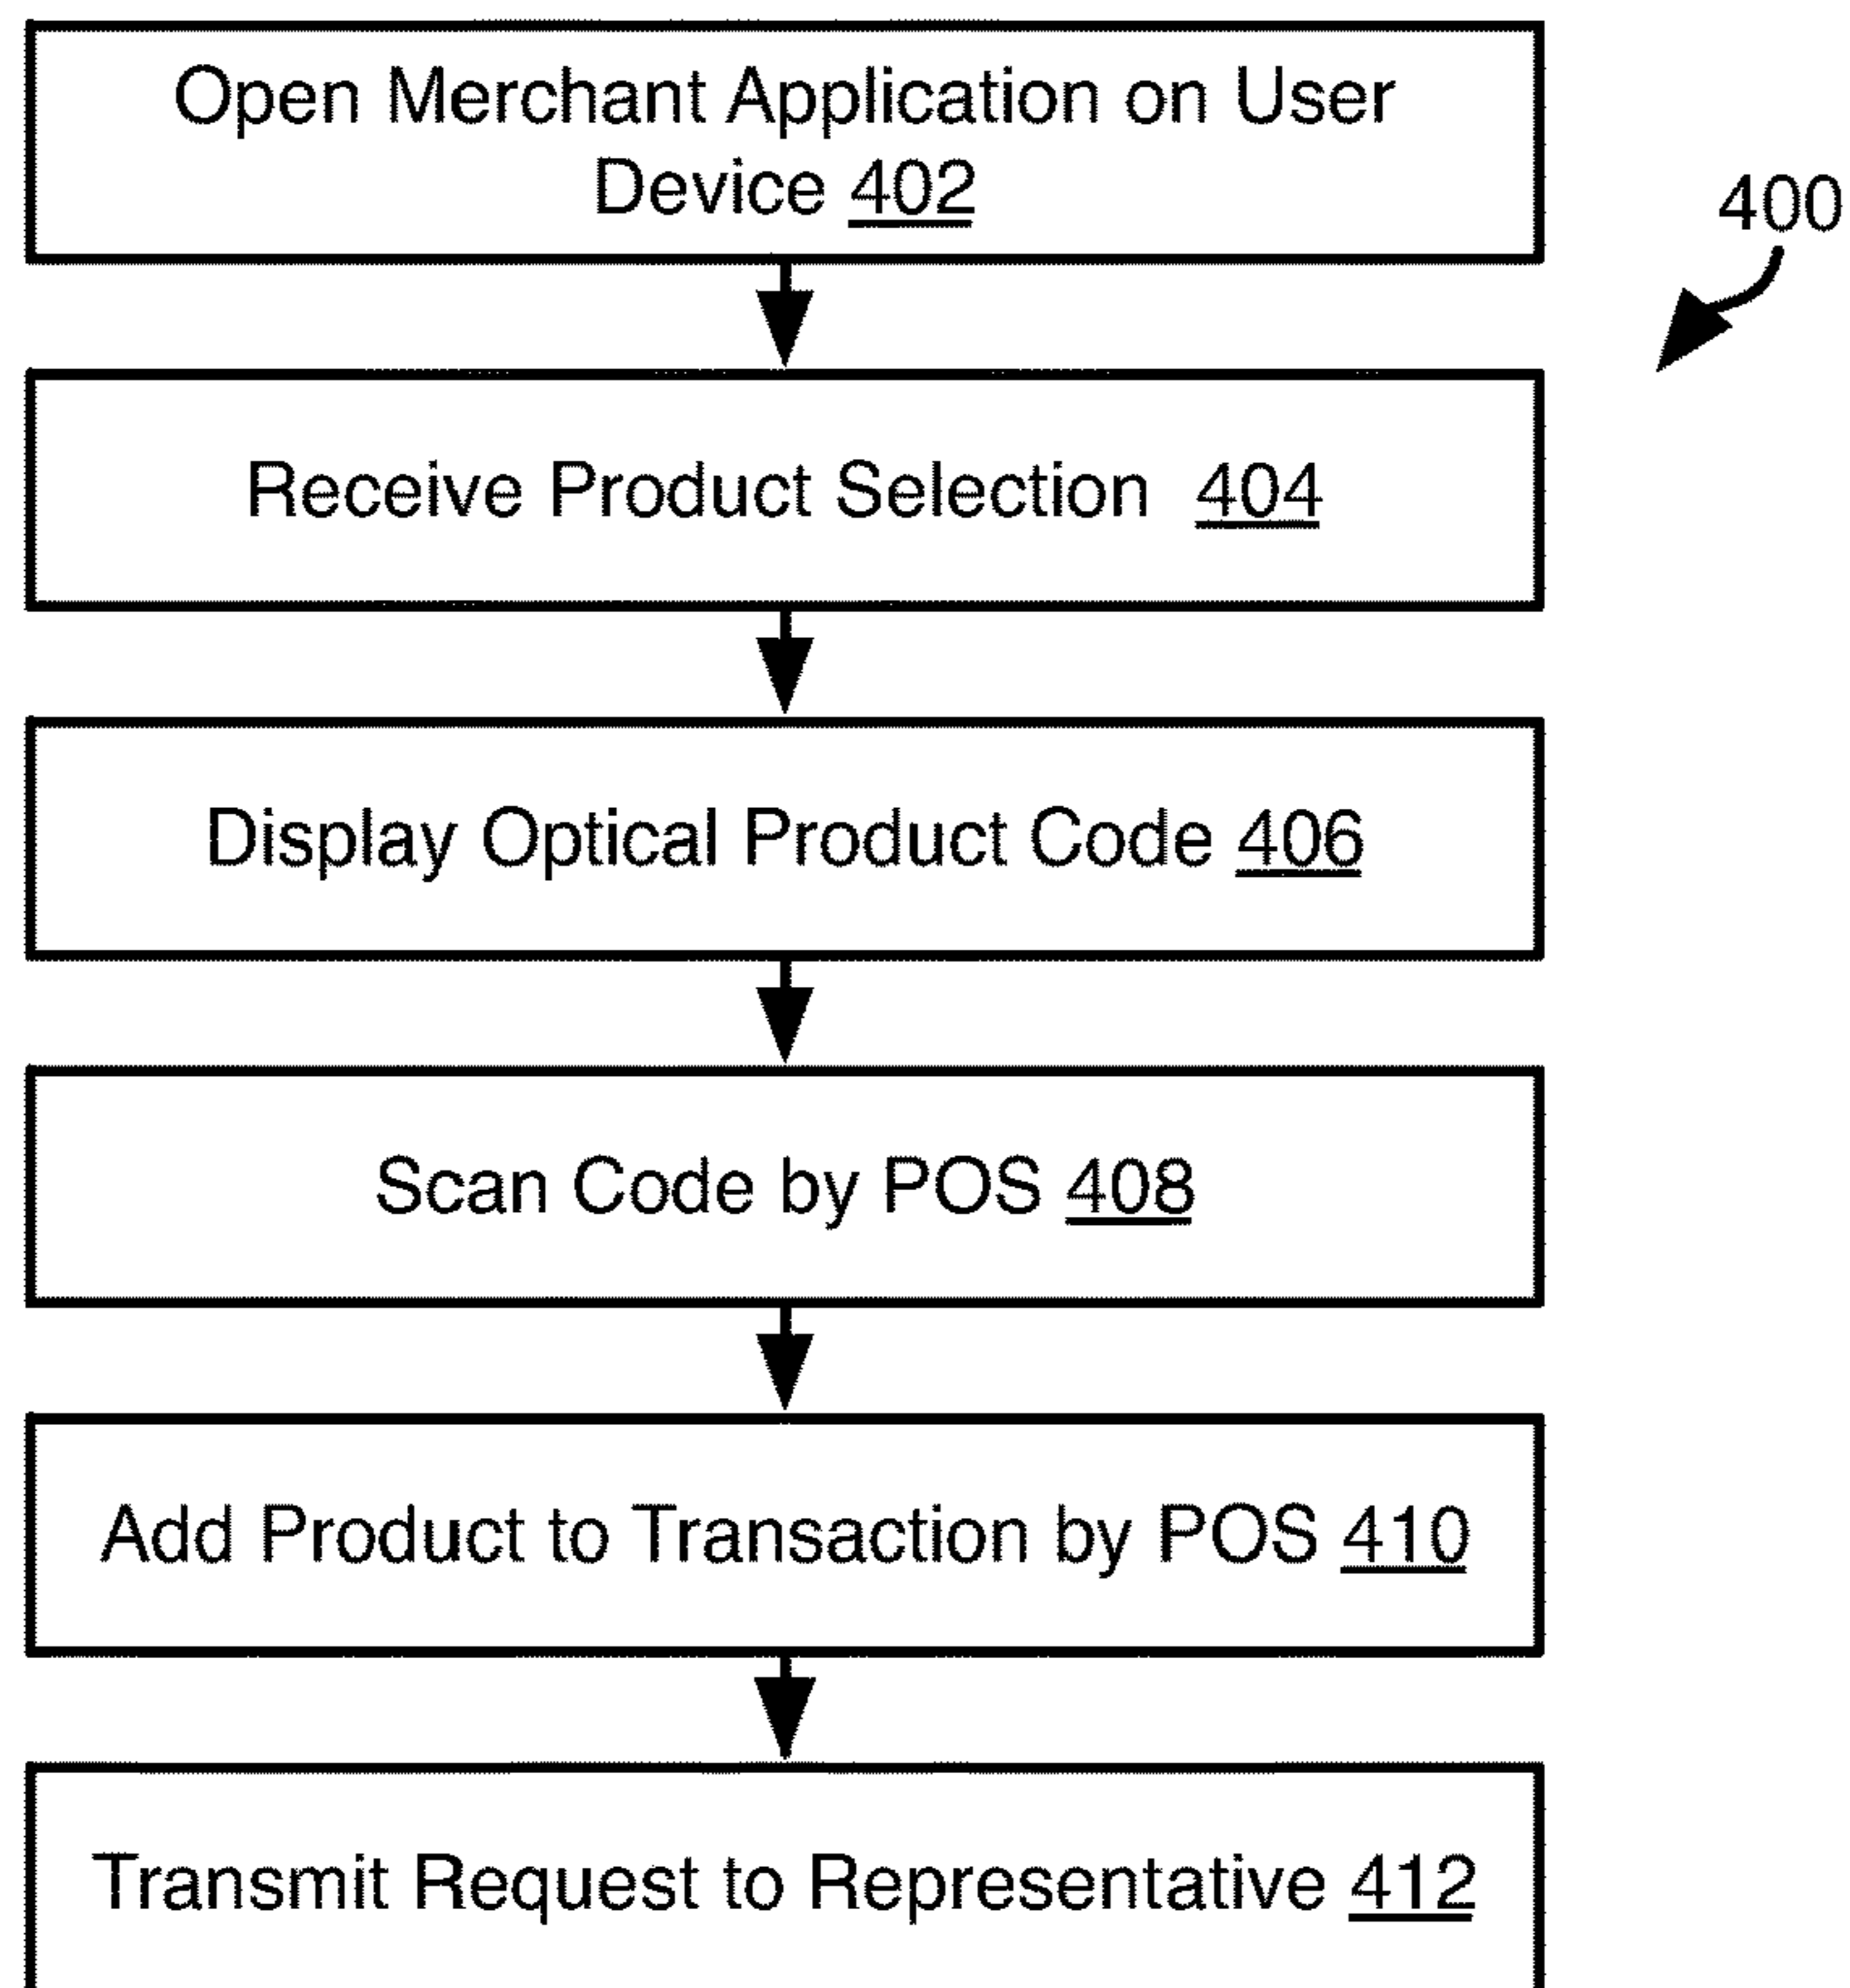 Open Merchant Application on User
Device 402
400
Receive Product Selection 404
Display Optical Product Code 406
Scan Code by POS 408
Add Product to Transaction by POS 410
Transmit Request to Representative 412